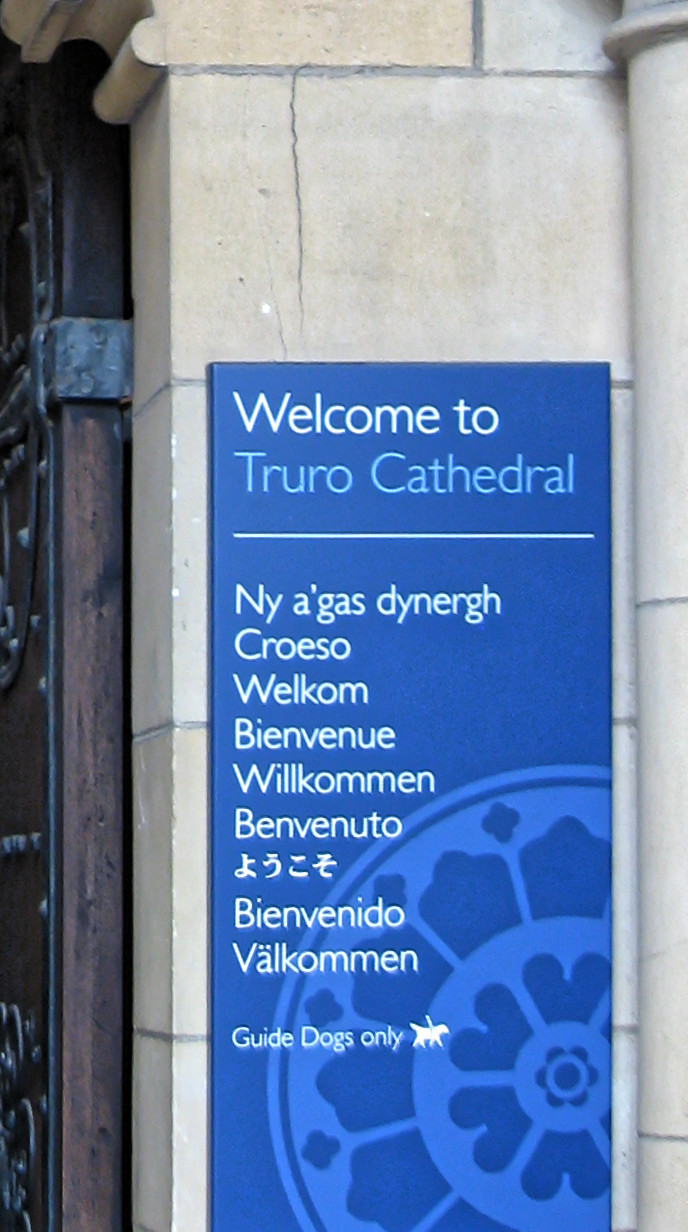 Welcome to
Truro Cathedral
Ny a'gas dynergh
Croeso
Welkom
Bienvenue
Willkommen
Benvenuto
ようこそ
Bienvenido
Välkommen
Guide Dogs only